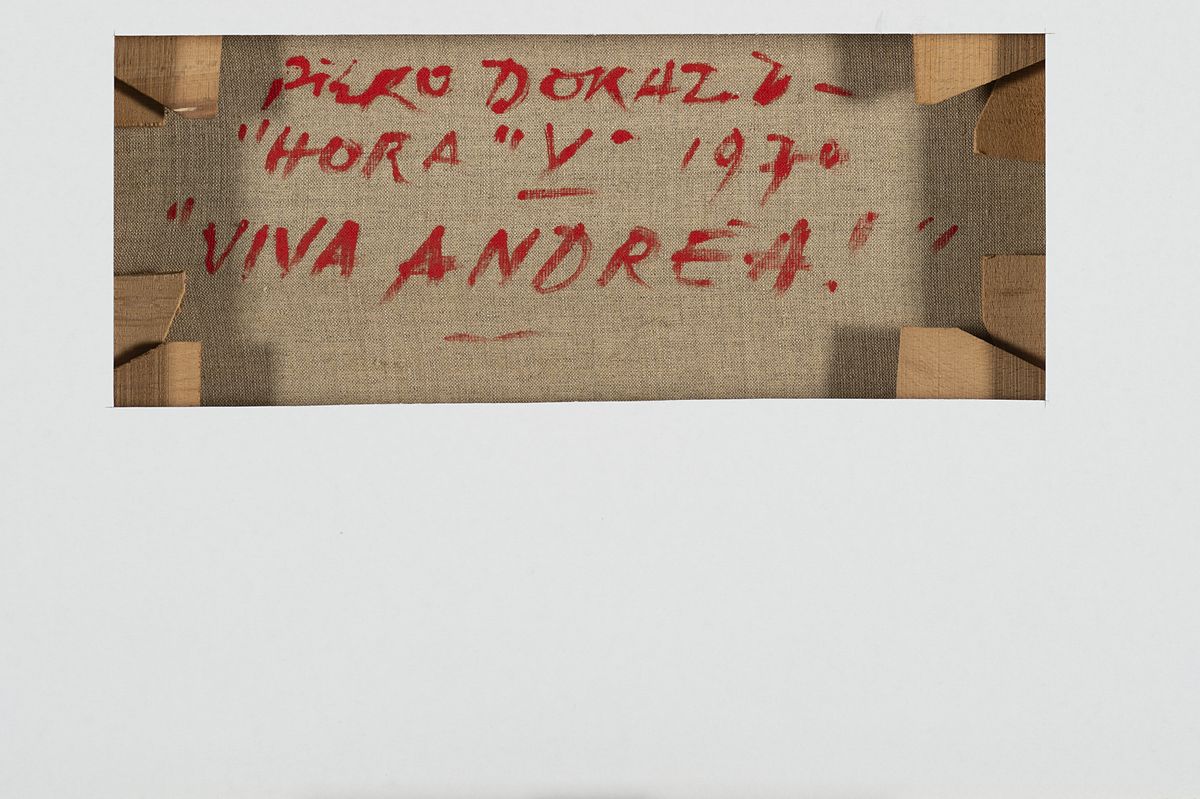 PIERO DORAZIO –
"HORA" V. 1970
"VIVA ANDREA!"